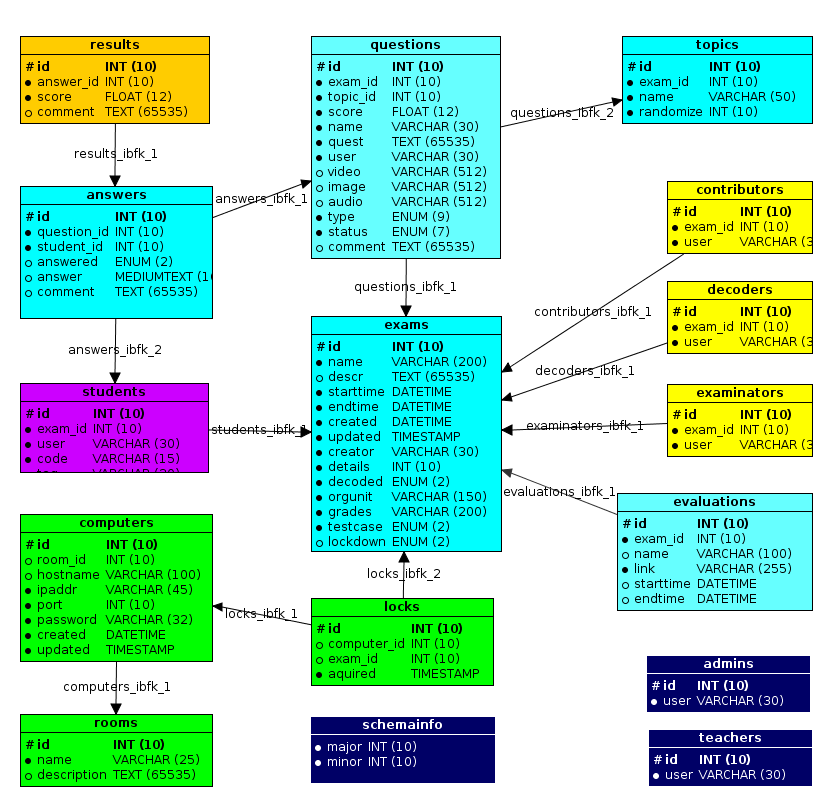 results
# id INT (10)
answer_id INT (10)
score FLOAT (12)
comment TEXT (65535)
results_ibfk_1
answers
# id INT (10)
question_id INT (10)
student_id INT (10)
answered ENUM (2)
answer MEDIUMTEXT
comment TEXT (65535)
answers_ibfk_1
answers_ibfk_2
students
# id INT (10)
exam_id INT (10)
user VARCHAR (30)
code VARCHAR (15)
students_ibfk_1
computers
# id INT (10)
room_id INT (10)
hostname VARCHAR (100)
ipaddr VARCHAR (45)
port INT (10)
password VARCHAR (32)
created DATETIME
updated TIMESTAMP
computers_ibfk_1
rooms
# id INT (10)
name VARCHAR (25)
description TEXT (65535)
questions
# id INT (10)
exam_id INT (10)
topic_id INT (10)
score FLOAT (12)
name VARCHAR (30)
quest TEXT (65535)
user VARCHAR (30)
video VARCHAR (512)
image VARCHAR (512)
audio VARCHAR (512)
type ENUM (9)
status ENUM (7)
comment TEXT (65535)
questions_ibfk_2
questions_ibfk_1
exams
# id INT (10)
name VARCHAR (200)
descr TEXT (65535)
starttime DATETIME
endtime DATETIME
created DATETIME
updated TIMESTAMP
creator VARCHAR (30)
details INT (10)
decoded ENUM (2)
orgunit VARCHAR (150)
grades VARCHAR (200)
testcase ENUM (2)
lockdown ENUM (2)
locks_ibfk_2
locks_ibfk_1
locks
# id INT (10)
computer_id INT (10)
exam_id INT (10)
aquired TIMESTAMP
schemainfo
major INT (10)
minor INT (10)
topics
# id INT (10)
exam_id INT (10)
name VARCHAR (50)
randomize INT (10)
contributors
# id INT (10)
exam_id INT (10)
user VARCHAR
contributors_ibfk_1
decoders
# id INT (10)
exam_id INT (10)
user VARCHAR
decoders_ibfk_1
examinators
# id INT (10)
exam_id INT (10)
user VARCHAR
examinators_ibfk_1
evaluations_ibfk_1
evaluations
# id INT (10)
exam_id INT (10)
name VARCHAR (100)
link VARCHAR (255)
starttime DATETIME
endtime DATETIME
admins
# id INT (10)
user VARCHAR (30)
teachers
# id INT (10)
user VARCHAR (30)